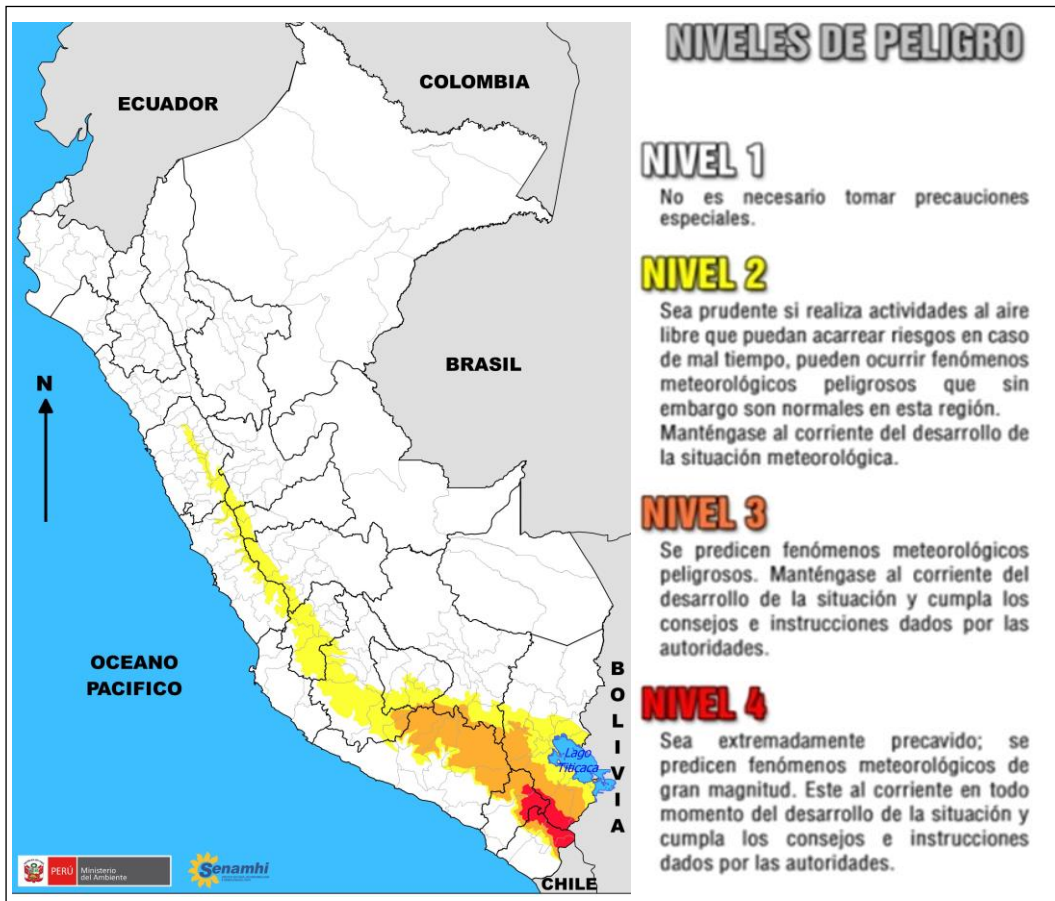 ECUADOR
COLOMBIA
BRASIL
N
OCEANO
PACIFICO
BOLIVIA
Lago
Titicaca
CHILE
PERÚ
Ministerio
del Ambiente
Senamhi
NIVELES DE PELIGRO
NIVEL 1
No es necesario tomar precauciones
especiales.
NIVEL 2
Sea prudente si realiza actividades al aire
libre que puedan acarrear riesgos en caso
de mal tiempo, pueden ocurrir fenómenos
meteorológicos peligrosos que sin
embargo son normales en esta región.
Manténgase al corriente del desarrollo de
la situación meteorológica.
NIVEL 3
Se predicen fenómenos meteorológicos
peligrosos. Manténgase al corriente del
desarrollo de la situación y cumpla los
consejos e instrucciones dados por las
autoridades.
NIVEL 4
Sea extremadamente precavido; se
predicen fenómenos meteorológicos de
gran magnitud. Este al corriente en todo
momento del desarrollo de la situación y
cumpla los consejos e instrucciones
dados por las autoridades.